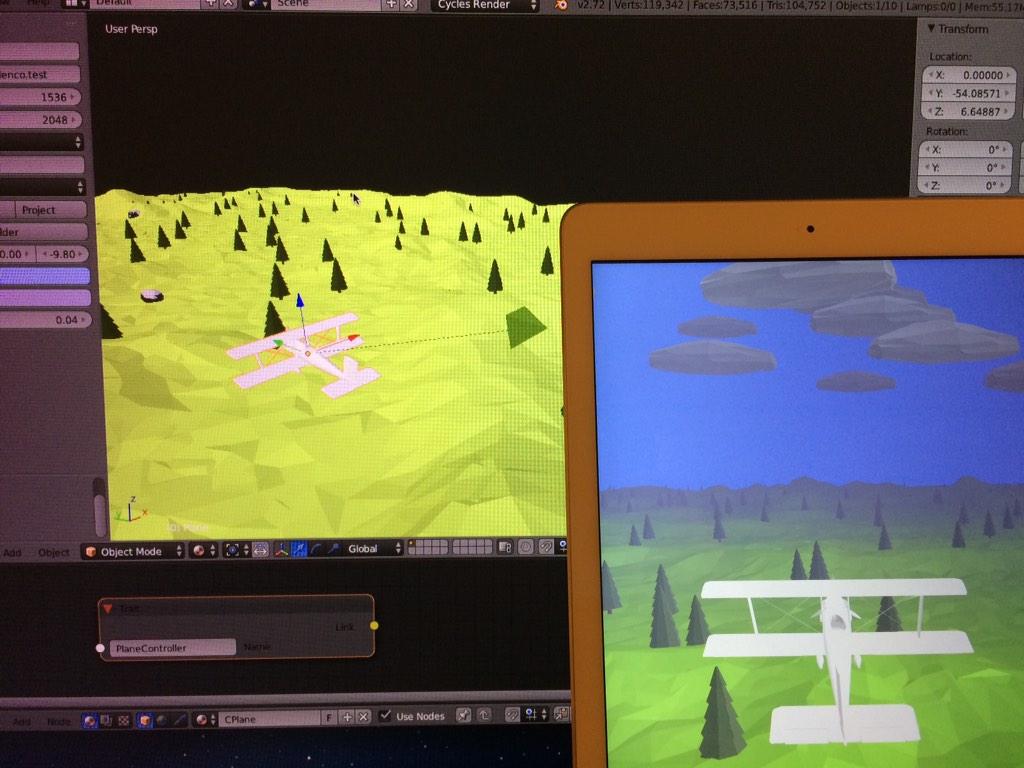 Default
Scene
Cycles Render
v2.72 | Verts:119,342 | Faces:73,516 | Tris:104,752 | Objects:1/10 | Lamps:0/0 | Mem:55.17
User Persp
Transform
Location:
X: 0.00000
Y: -54.08571
Z: 6.64887
Rotation:
X: 0°
Y: 0°
Z: 0°
enco.test
1536
2048
Project
lder
0.00
-9.80
0.04
z
x
Plane
Add Object Object Mode Global
Trait
Link
PlaneController Name
Add Node CPlane F Use Nodes